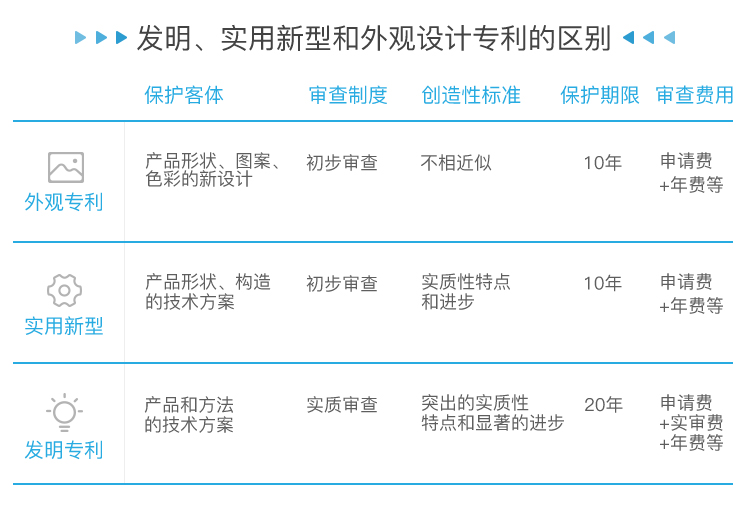 发明、实用新型和外观设计专利的区别
保护客体 审查制度 创造性标准 保护期限 审查费用
外观专利
产品形状、图案、
色彩的新设计
初步审查
不相近似
10年
申请费
+年费等
实用新型
产品形状、构造
的技术方案
初步审查
实质性特点
和进步
10年
申请费
+年费等
发明专利
产品和方法
的技术方案
实质审查
突出的实质性
特点和显著的进步
20年
申请费
+实审费
+年费等